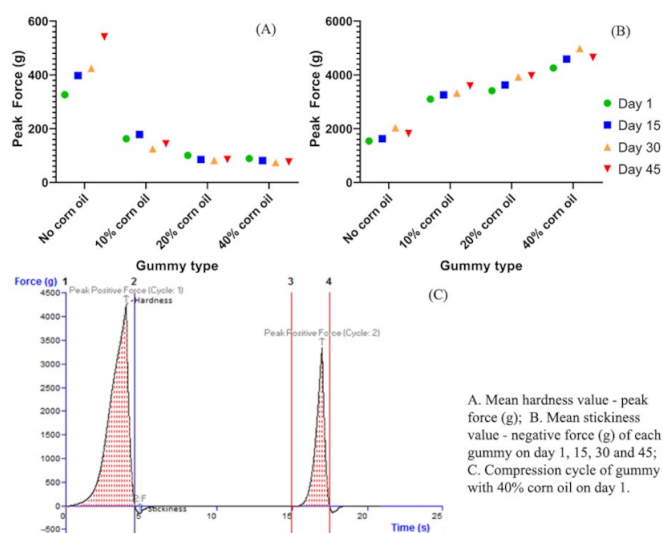 (A)
600
400
200
0
Peak Force (g)
No corn oil
10% corn oil
20% corn oil
40% corn oil
Gummy type
(B)
6000
4000
2000
0
Peak Force (g)
No corn oil
10% corn oil
20% corn oil
40% corn oil
Gummy type
Day 1
Day 15
Day 30
Day 45
(C)
Force (g)
1 2 3 4
Peak Positive Force (Cycle: 1)
Hardness
Peak Positive Force (Cycle: 2)
4500
4000
3500
3000
2500
2000
1500
1000
500
0
-500
Stickiness
0 5 10 15 20 25
Time (s)
A. Mean hardness value - peak
force (g); B. Mean stickiness
value - negative force (g) of each
gummy on day 1, 15, 30 and 45;
C. Compression cycle of gummy
with 40% corn oil on day 1.